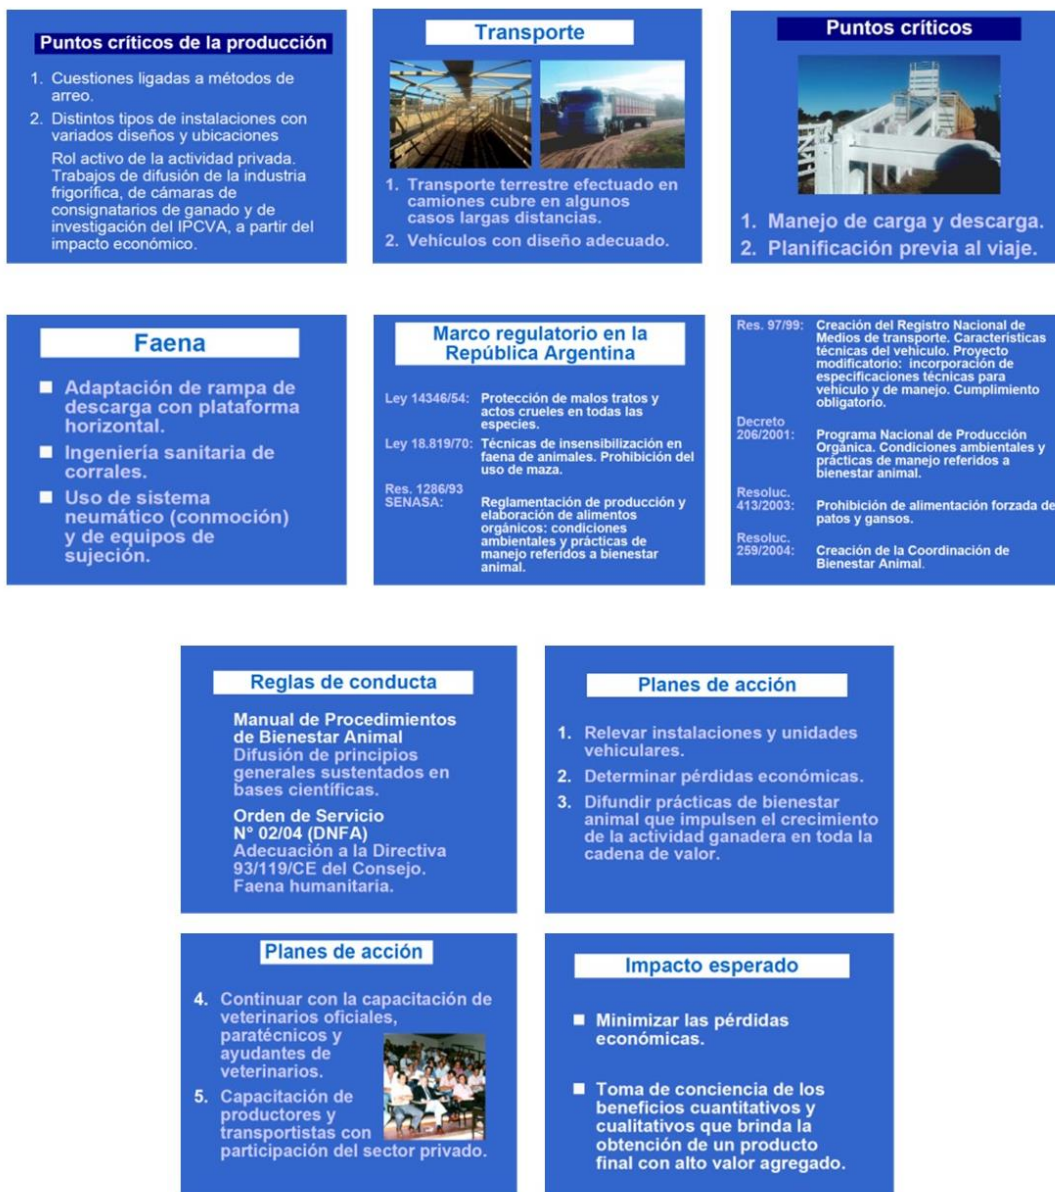 Puntos críticos de la producción
1. Cuestiones ligadas a métodos de
arreo.
2. Distintos tipos de instalaciones con
variados diseños y ubicaciones
Rol activo de la actividad privada.
Trabajos de difusión de la industria
frigorífica, de cámaras de
consignatarios de ganado y de
investigación del IPCVA, a partir del
impacto económico.
Transporte
1. Transporte terrestre efectuado en
camiones cubre en algunos
casos largas distancias.
2. Vehículos con diseño adecuado.
Puntos críticos
1. Manejo de carga y descarga.
2. Planificación previa al viaje.
Faena
Adaptación de rampa de
descarga con plataforma
horizontal.
Ingeniería sanitaria de
corrales.
Uso de sistema
neumático (conmoción)
y de equipos de
sujeción.
Marco regulatorio en la
República Argentina
Ley 14346/54: Protección de malos tratos y
actos crueles en todas las
especies.
Ley 18.819/70: Técnicas de insensibilización en
faena de animales. Prohibición del
uso de maza.
Res. 1286/93
SENASA: Reglamentación de producción y
elaboración de alimentos
orgánicos: condiciones
ambientales y prácticas de
manejo referidos a bienestar
animal.
Res. 97/99: Creación del Registro Nacional de
Medios de transporte. Características
técnicas del vehículo. Proyecto
modificatorio: incorporación de
especificaciones técnicas para
vehículo y de manejo. Cumplimiento
obligatorio.
Decreto
206/2001: Programa Nacional de Producción
Orgánica. Condiciones ambientales y
prácticas de manejo referidos a
bienestar animal.
Resoluc.
413/2003: Prohibición de alimentación forzada de
patos y gansos.
Resoluc.
259/2004: Creación de la Coordinación de
Bienestar Animal.
Reglas de conducta
Manual de Procedimientos
de Bienestar Animal
Difusión de principios
generales sustentados en
bases científicas.
Orden de Servicio
N° 02/04 (DNFA)
Adecuación a la Directiva
93/119/CE del Consejo.
Faena humanitaria.
Planes de acción
1. Relevar instalaciones y unidades
vehiculares.
2. Determinar pérdidas económicas.
3. Difundir prácticas de bienestar
animal que impulsen el crecimiento
de la actividad ganadera en toda la
cadena de valor.
Planes de acción
4. Continuar con la capacitación de
veterinarios oficiales,
paratécnicos y
ayudantes de
veterinarios.
5. Capacitación de
productores y
transportistas con
participación del sector privado.
Impacto esperado
Minimizar las pérdidas
económicas.
Toma de conciencia de los
beneficios cuantitativos y
cualitativos que brinda la
obtención de un producto
final con alto valor agregado.